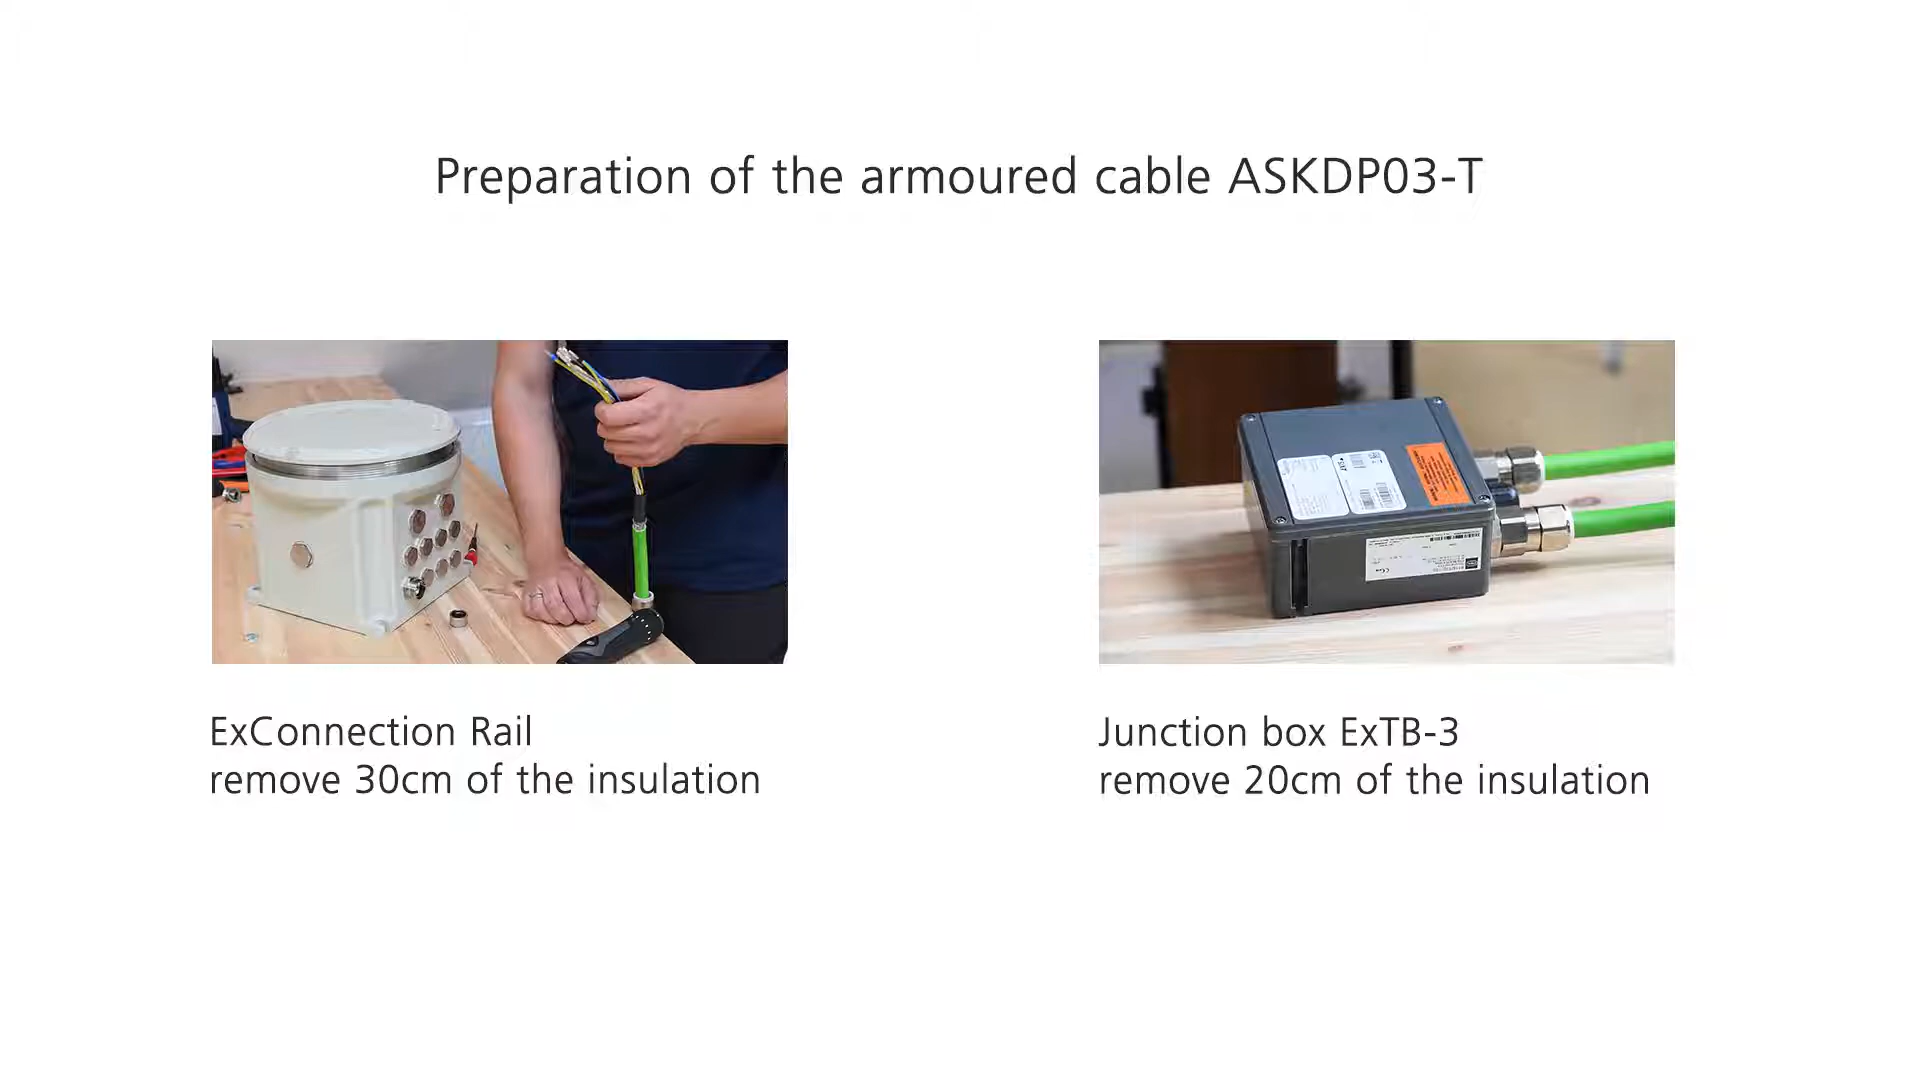 Preparation of the armoured cable ASKDP03-T
ExConnection Rail
remove 30cm of the insulation
Junction box ExTB-3
remove 20cm of the insulation